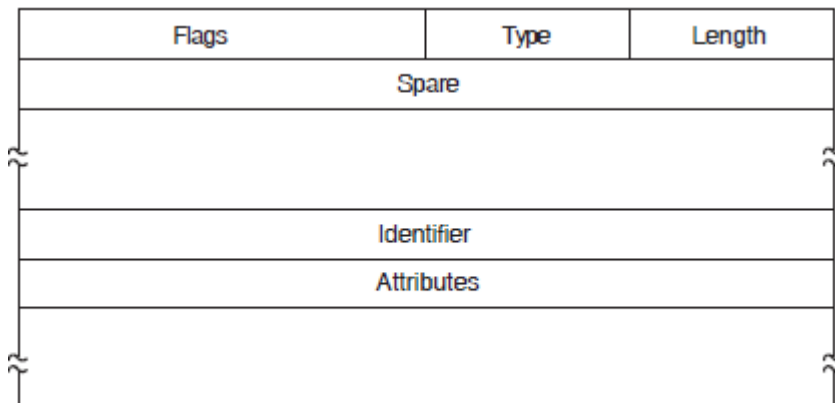 Flags Type Length
Spare
Identifier
Attributes